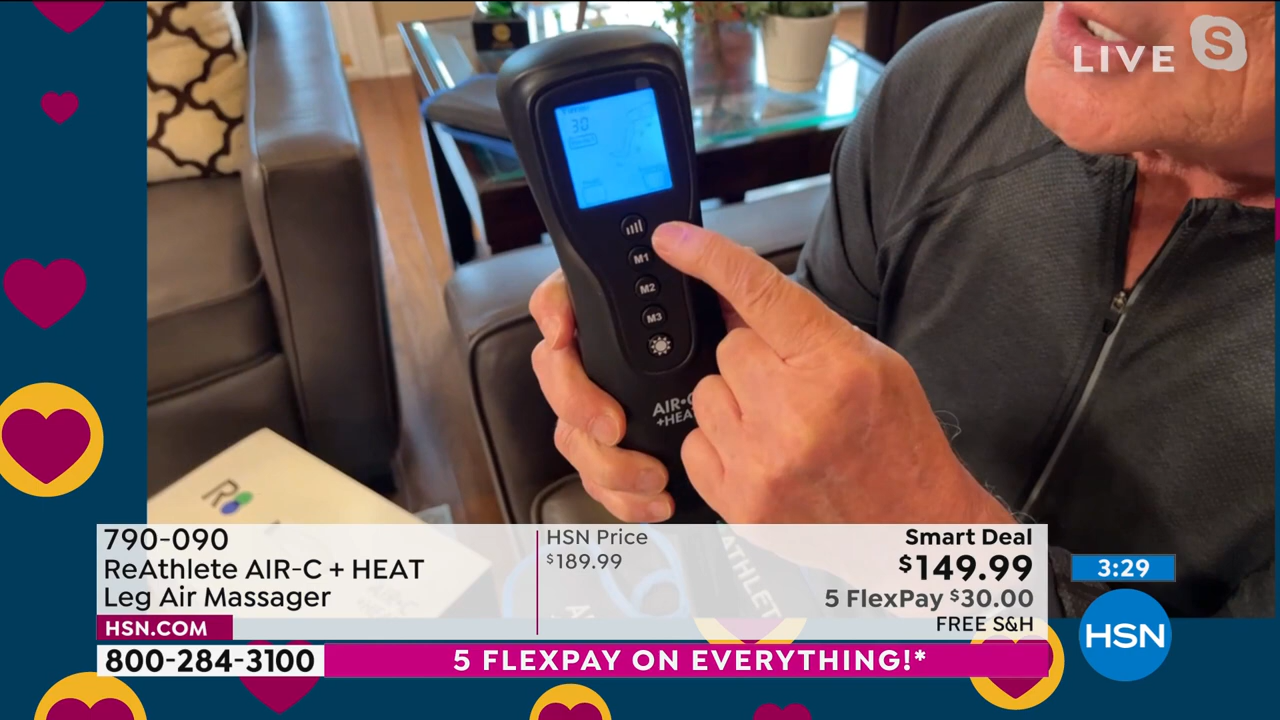 LIVE S
30
M1
M2
M3
AIR•C
+HEAT
R
790-090
ReAthlete AIR-C + HEAT
Leg Air Massager
HSN.COM
HSN Price
$189.99
Smart Deal
$149.99
5 FlexPay $30.00
FREE S&H
3:29
HSN
800-284-3100
5 FLEXPAY ON EVERYTHING!*